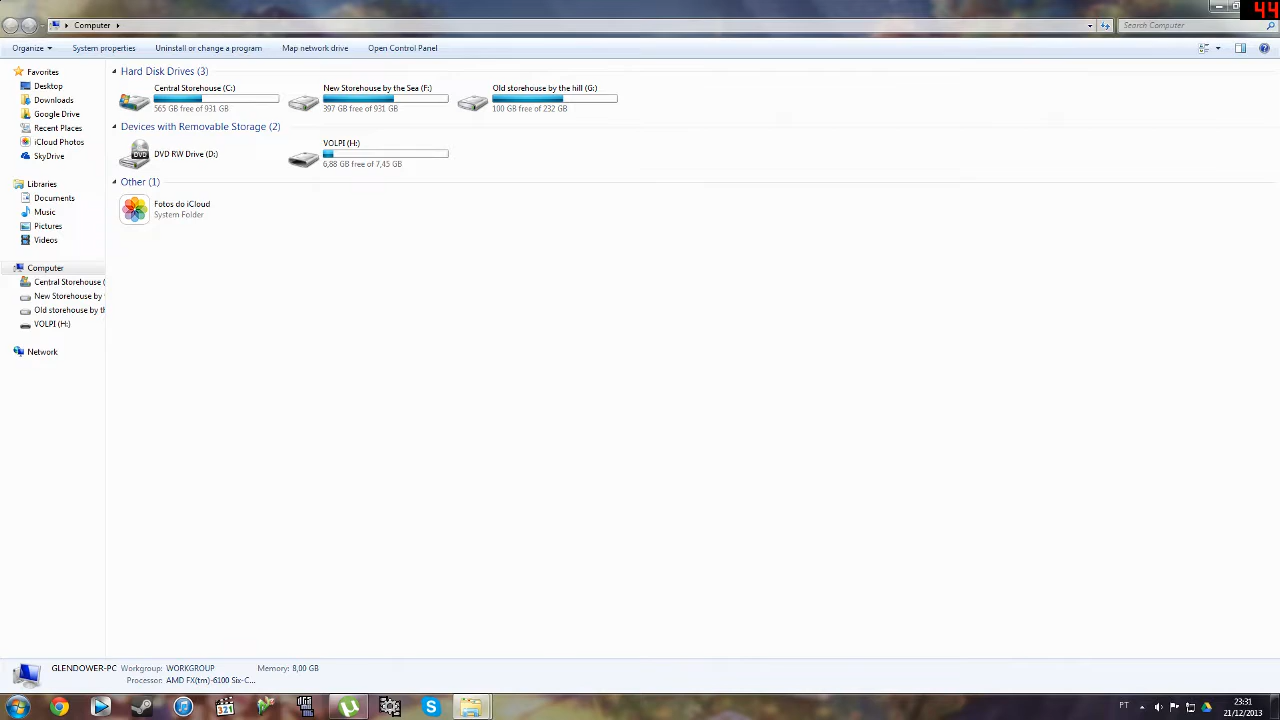 44
Computer
Search Computer
Organize
System properties
Uninstall or change a program
Map network drive
Open Control Panel
Favorites
Desktop
Downloads
Google Drive
Recent Places
iCloud Photos
SkyDrive
Libraries
Documents
Music
Pictures
Videos
Computer
Central Storehouse (
New Storehouse by
Old storehouse by th
VOLPI (H:)
Network
Hard Disk Drives (3)
Central Storehouse (C:)
565 GB free of 931 GB
New Storehouse by the Sea (F:)
397 GB free of 931 GB
Old storehouse by the hill (G:)
100 GB free of 232 GB
Devices with Removable Storage (2)
DVD
DVD RW Drive (D:)
VOLPI (H:)
6,88 GB free of 7,45 GB
Other (1)
Fotos do iCloud
System Folder
GLENDOWER-PC Workgroup: WORKGROUP Memory: 8,00 GB
Processor: AMD FX(tm)-6100 Six-C...
321
PT
23:31
21/12/2013